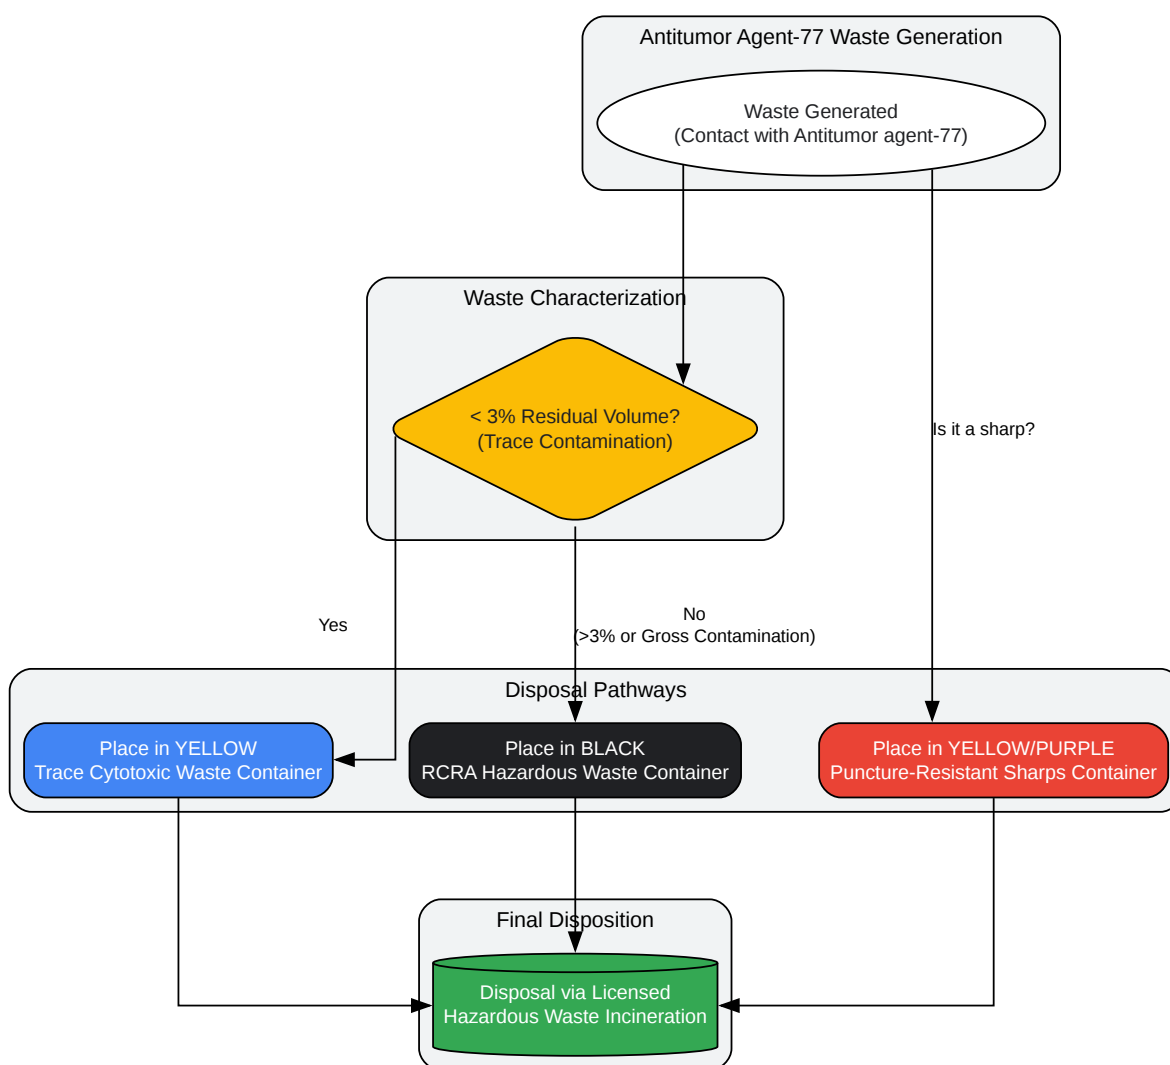 Antitumor Agent-77 Waste Generation
Waste Generated
(Contact with Antitumor agent-77)
Waste Characterization
< 3% Residual Volume?
(Trace Contamination)
Is it a sharp?
Yes
No
(>3% or Gross Contamination)
Disposal Pathways
Place in YELLOW
Trace Cytotoxic Waste Container
Place in BLACK
RCRA Hazardous Waste Container
Place in YELLOW/PURPLE
Puncture-Resistant Sharps Container
Final Disposition
Disposal via Licensed
Hazardous Waste Incineration